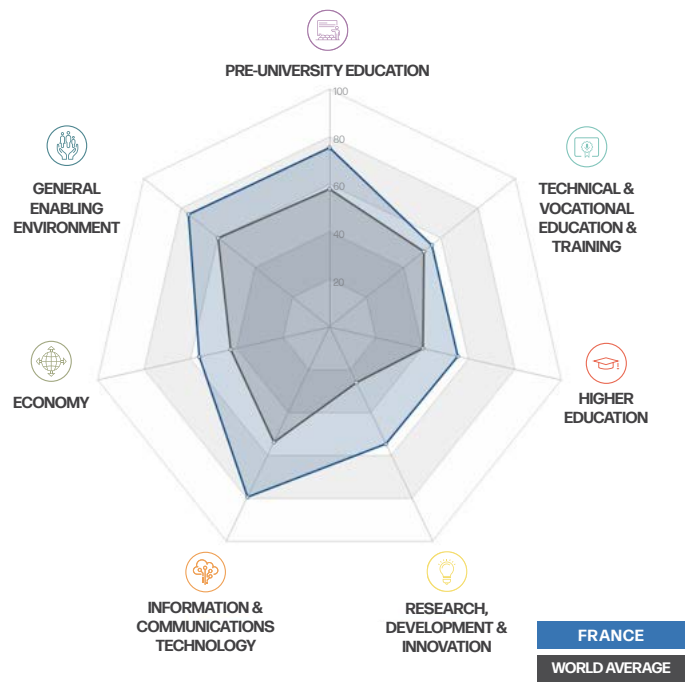 PRE-UNIVERSITY EDUCATION
100
80
60
40
20
GENERAL
ENABLING
ENVIRONMENT
TECHNICAL &
VOCATIONAL
EDUCATION &
TRAINING
ECONOMY
HIGHER
EDUCATION
INFORMATION &
COMMUNICATIONS
TECHNOLOGY
RESEARCH,
DEVELOPMENT &
INNOVATION
FRANCE
WORLD AVERAGE